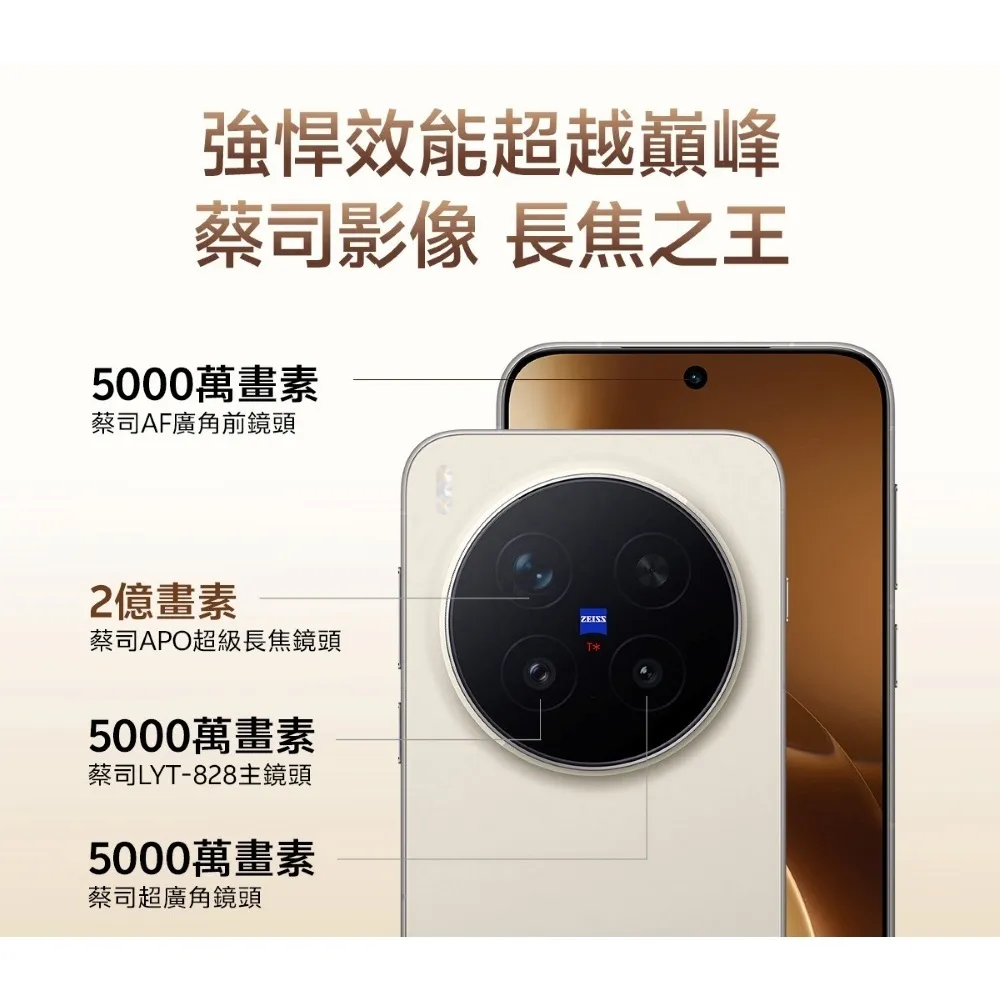 強悍效能超越巔峰
蔡司影像 長焦之王
5000萬畫素
蔡司AF廣角前鏡頭
2億畫素
蔡司APO超級長焦鏡頭
ZEISS
T*
5000萬畫素
蔡司LYT-828主鏡頭
5000萬畫素
蔡司超廣角鏡頭